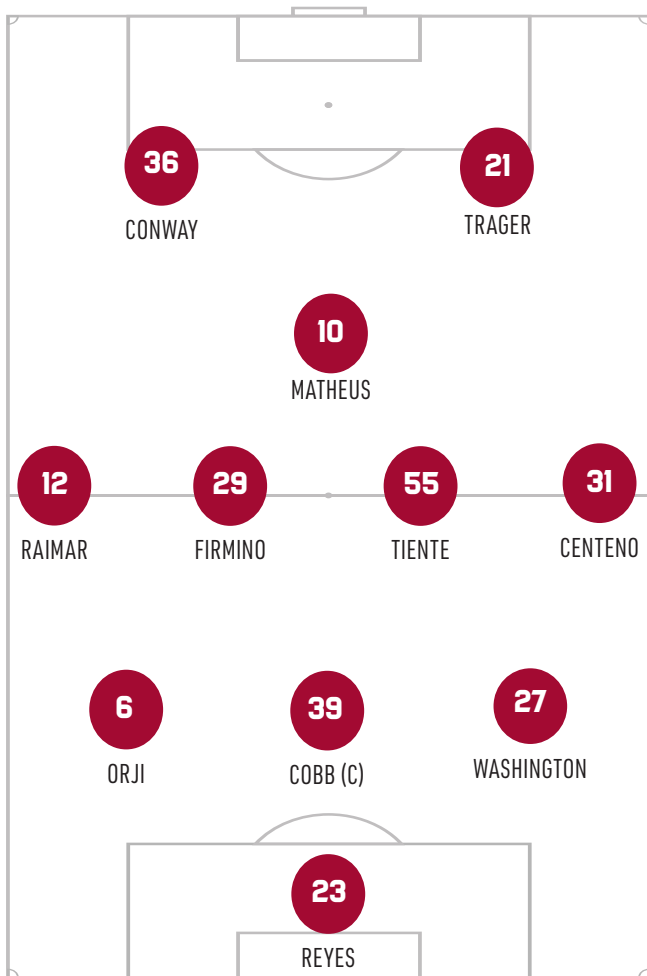 36
CONWAY
21
TRAGER
10
MATHEUS
12
RAIMAR
29
FIRMINO
55
TIENTE
31
CENTENO
6
ORJI
39
COBB (C)
27
WASHINGTON
23
REYES